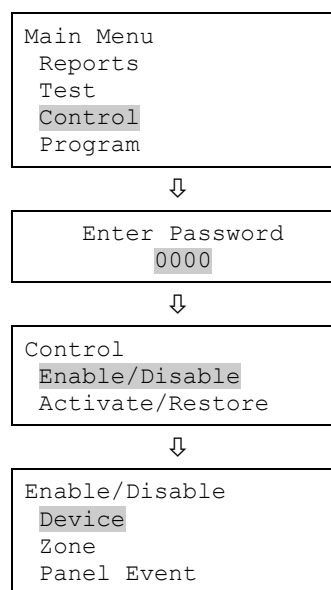 Main Menu
Reports
Test
Control
Program
⇩
Enter Password
0000
⇩
Control
Enable/Disable
Activate/Restore
⇩
Enable/Disable
Device
Zone
Panel Event